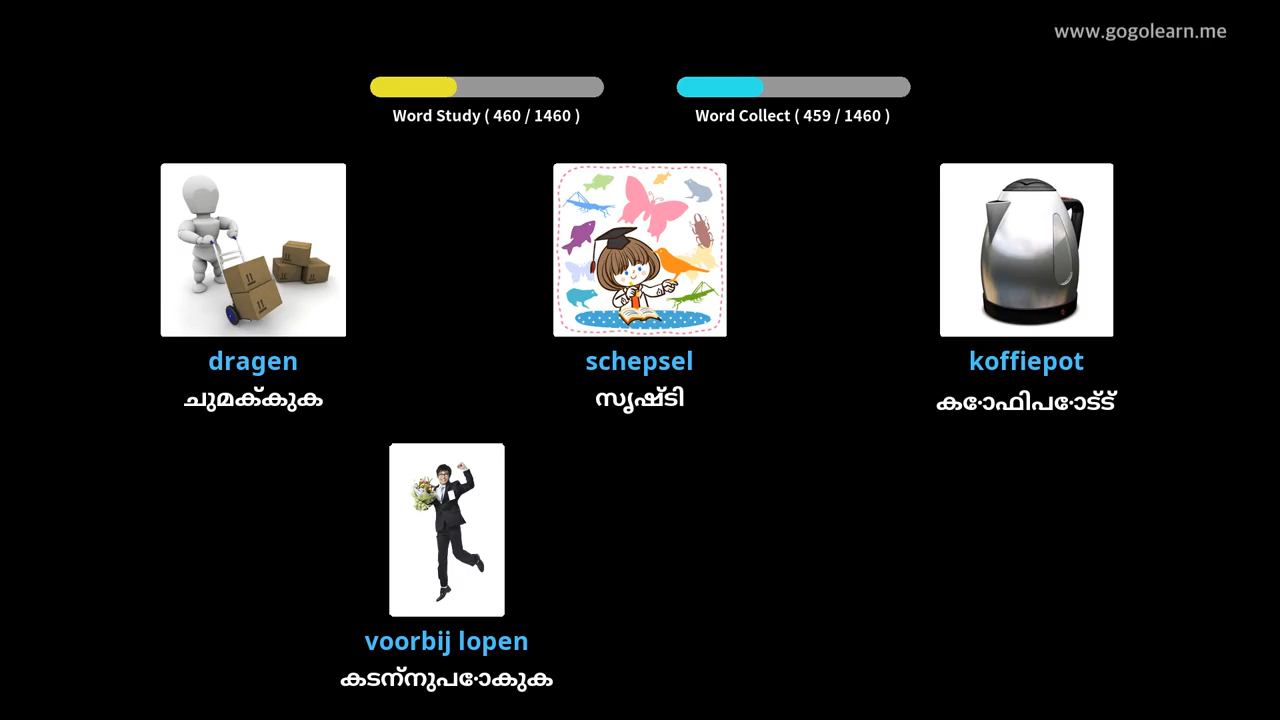 www.gogolearn.me
Word Study ( 460 / 1460 )
Word Collect ( 459 / 1460 )
dragen
ചുമക്കുക
schepsel
സൃഷ്ടി
koffiepot
കോഫിപോട്ട്
voorbij lopen
കടന്നുപോകുക